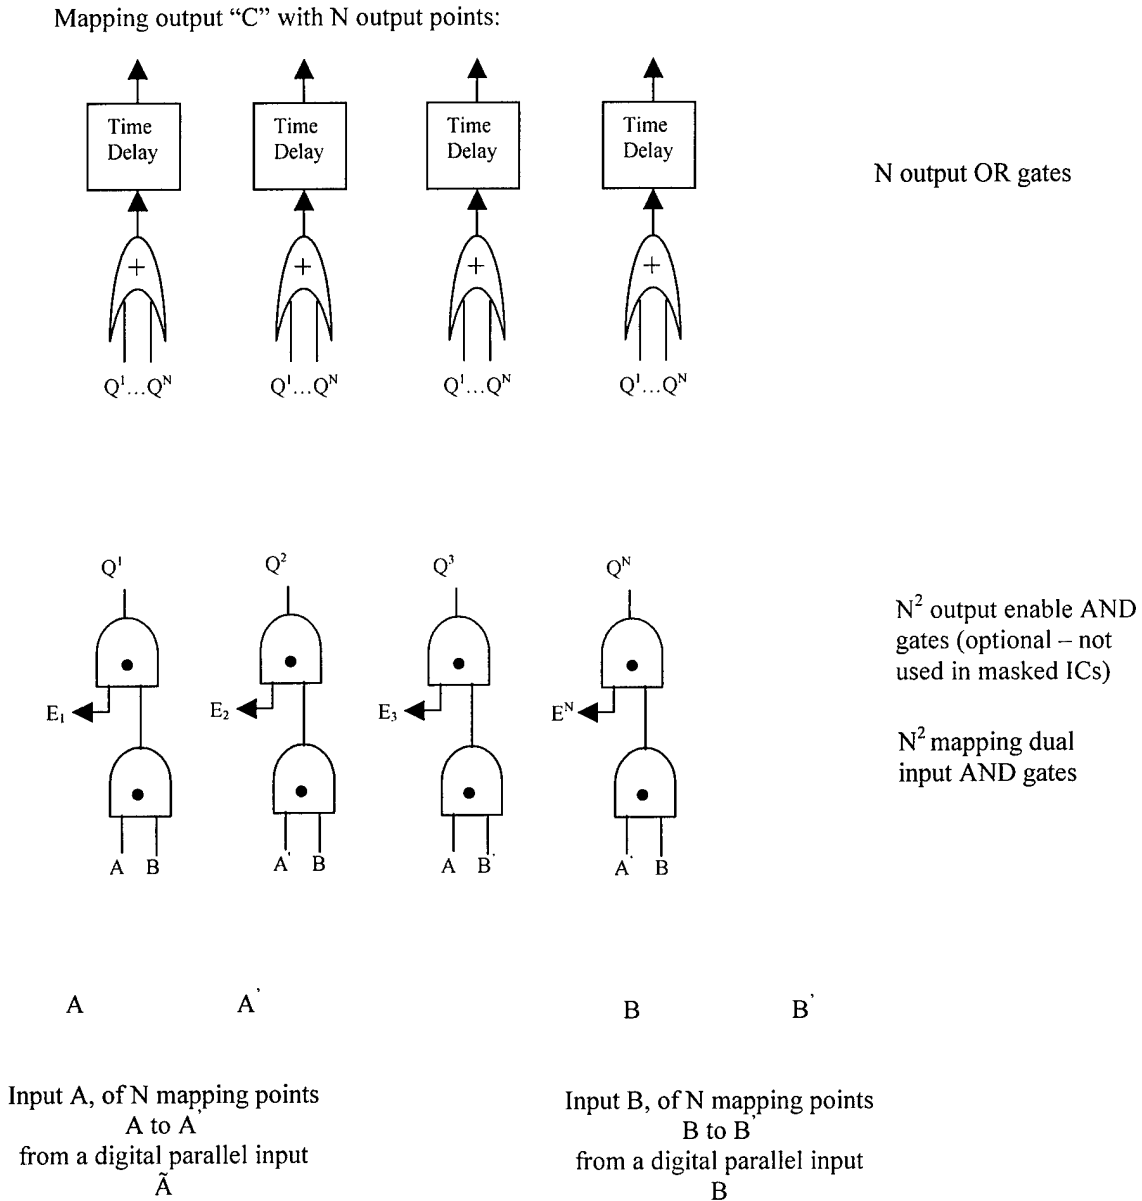 Mapping output “C” with N output points:
Time Delay
Time Delay
Time Delay
Time Delay
N output OR gates
+
+
+
+
Q¹…Qᴺ
Q¹…Qᴺ
Q¹…Qᴺ
Q¹…Qᴺ
Q¹
Q²
Q³
Qᴺ
N² output enable AND
gates (optional – not
used in masked ICs)
E₁
E₂
E₃
Eᴺ
N² mapping dual
input AND gates
A B
A' B
A B'
A' B
A
A'
B
B'
Input A, of N mapping points
A to A'
from a digital parallel input
Ã
Input B, of N mapping points
B to B'
from a digital parallel input
B